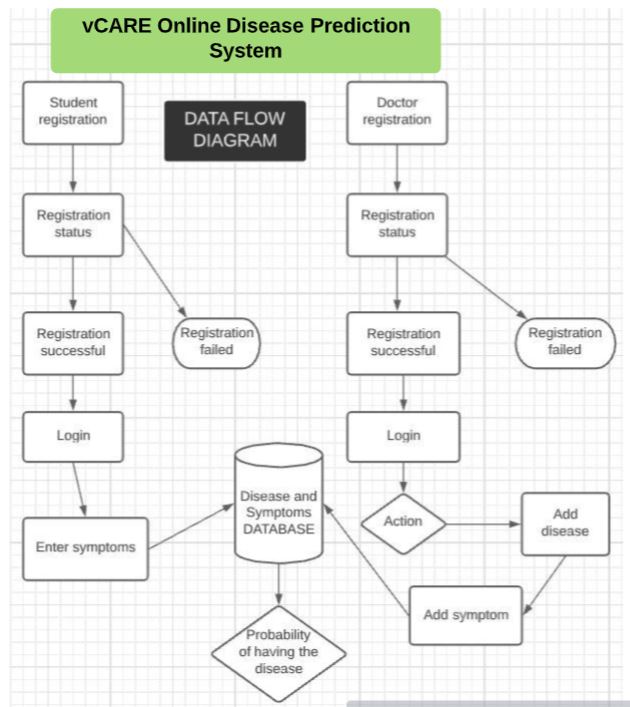 vCARE Online Disease Prediction
System
Student
registration
DATA FLOW
DIAGRAM
Doctor
registration
Registration
status
Registration
status
Registration
successful
Registration
failed
Registration
successful
Registration
failed
Login
Login
Disease and
Symptoms
DATABASE
Action
Add
disease
Enter symptoms
Add symptom
Probability
of having the
disease